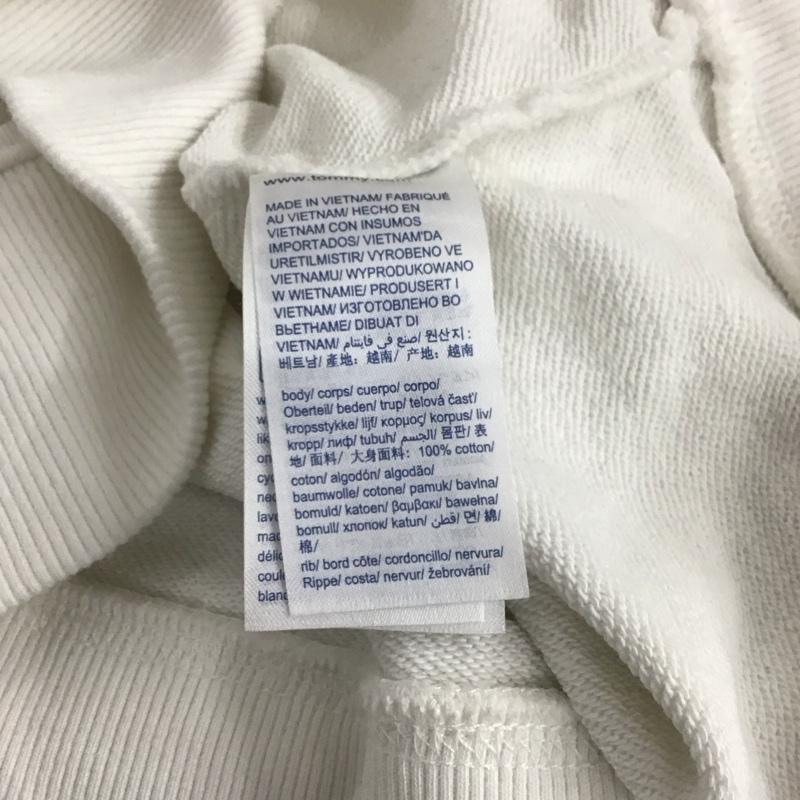 www.tommy.com
MADE IN VIETNAM/ FABRIQUÉ
AU VIETNAM/ HECHO EN
VIETNAM CON INSUMOS
IMPORTADOS/ VIETNAM'DA
URETILMISTIR/ VYROBENO VE
VIETNAMU/ WYPRODUKOWANO
W WIETNAMIE/ PRODUSERT I
VIETNAM/ ИЗГОТОВЛЕНО ВО
ВЬЕТНАМЕ/ DIBUAT DI
VIETNAM/ صنع في فايتنام/ 원산지:
베트남/ 產地: 越南/ 产地: 越南
body/ corps/ cuerpo/ corpo/
Oberteil/ beden/ trup/ telová časť/
kropsstykke/ lijf/ κορμος/ korpus/ liv/
kropp/ лиф/ tubuh/ الجسم/ 몸판/ 表
地/ 面料/ 大身面料: 100% cotton/
coton/ algodón/ algodão/
baumwolle/ cotone/ pamuk/ bavlna/
bomuld/ katoen/ βαμβακι/ bawełna/
bomull/ хлопок/ katun/ قطن/ 면/ 綿/
棉/
rib/ bord côte/ cordoncillo/ nervura/
Rippe/ costa/ nervur/ žebrování/